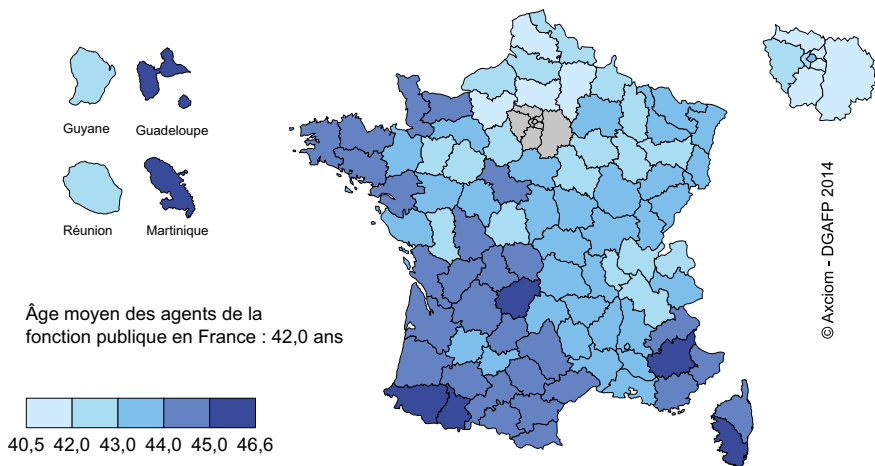 Guyane
Guadeloupe
Réunion
Martinique
Âge moyen des agents de la
fonction publique en France : 42,0 ans
40,5 42,0 43,0 44,0 45,0 46,6
© Axciom - DGAFP 2014